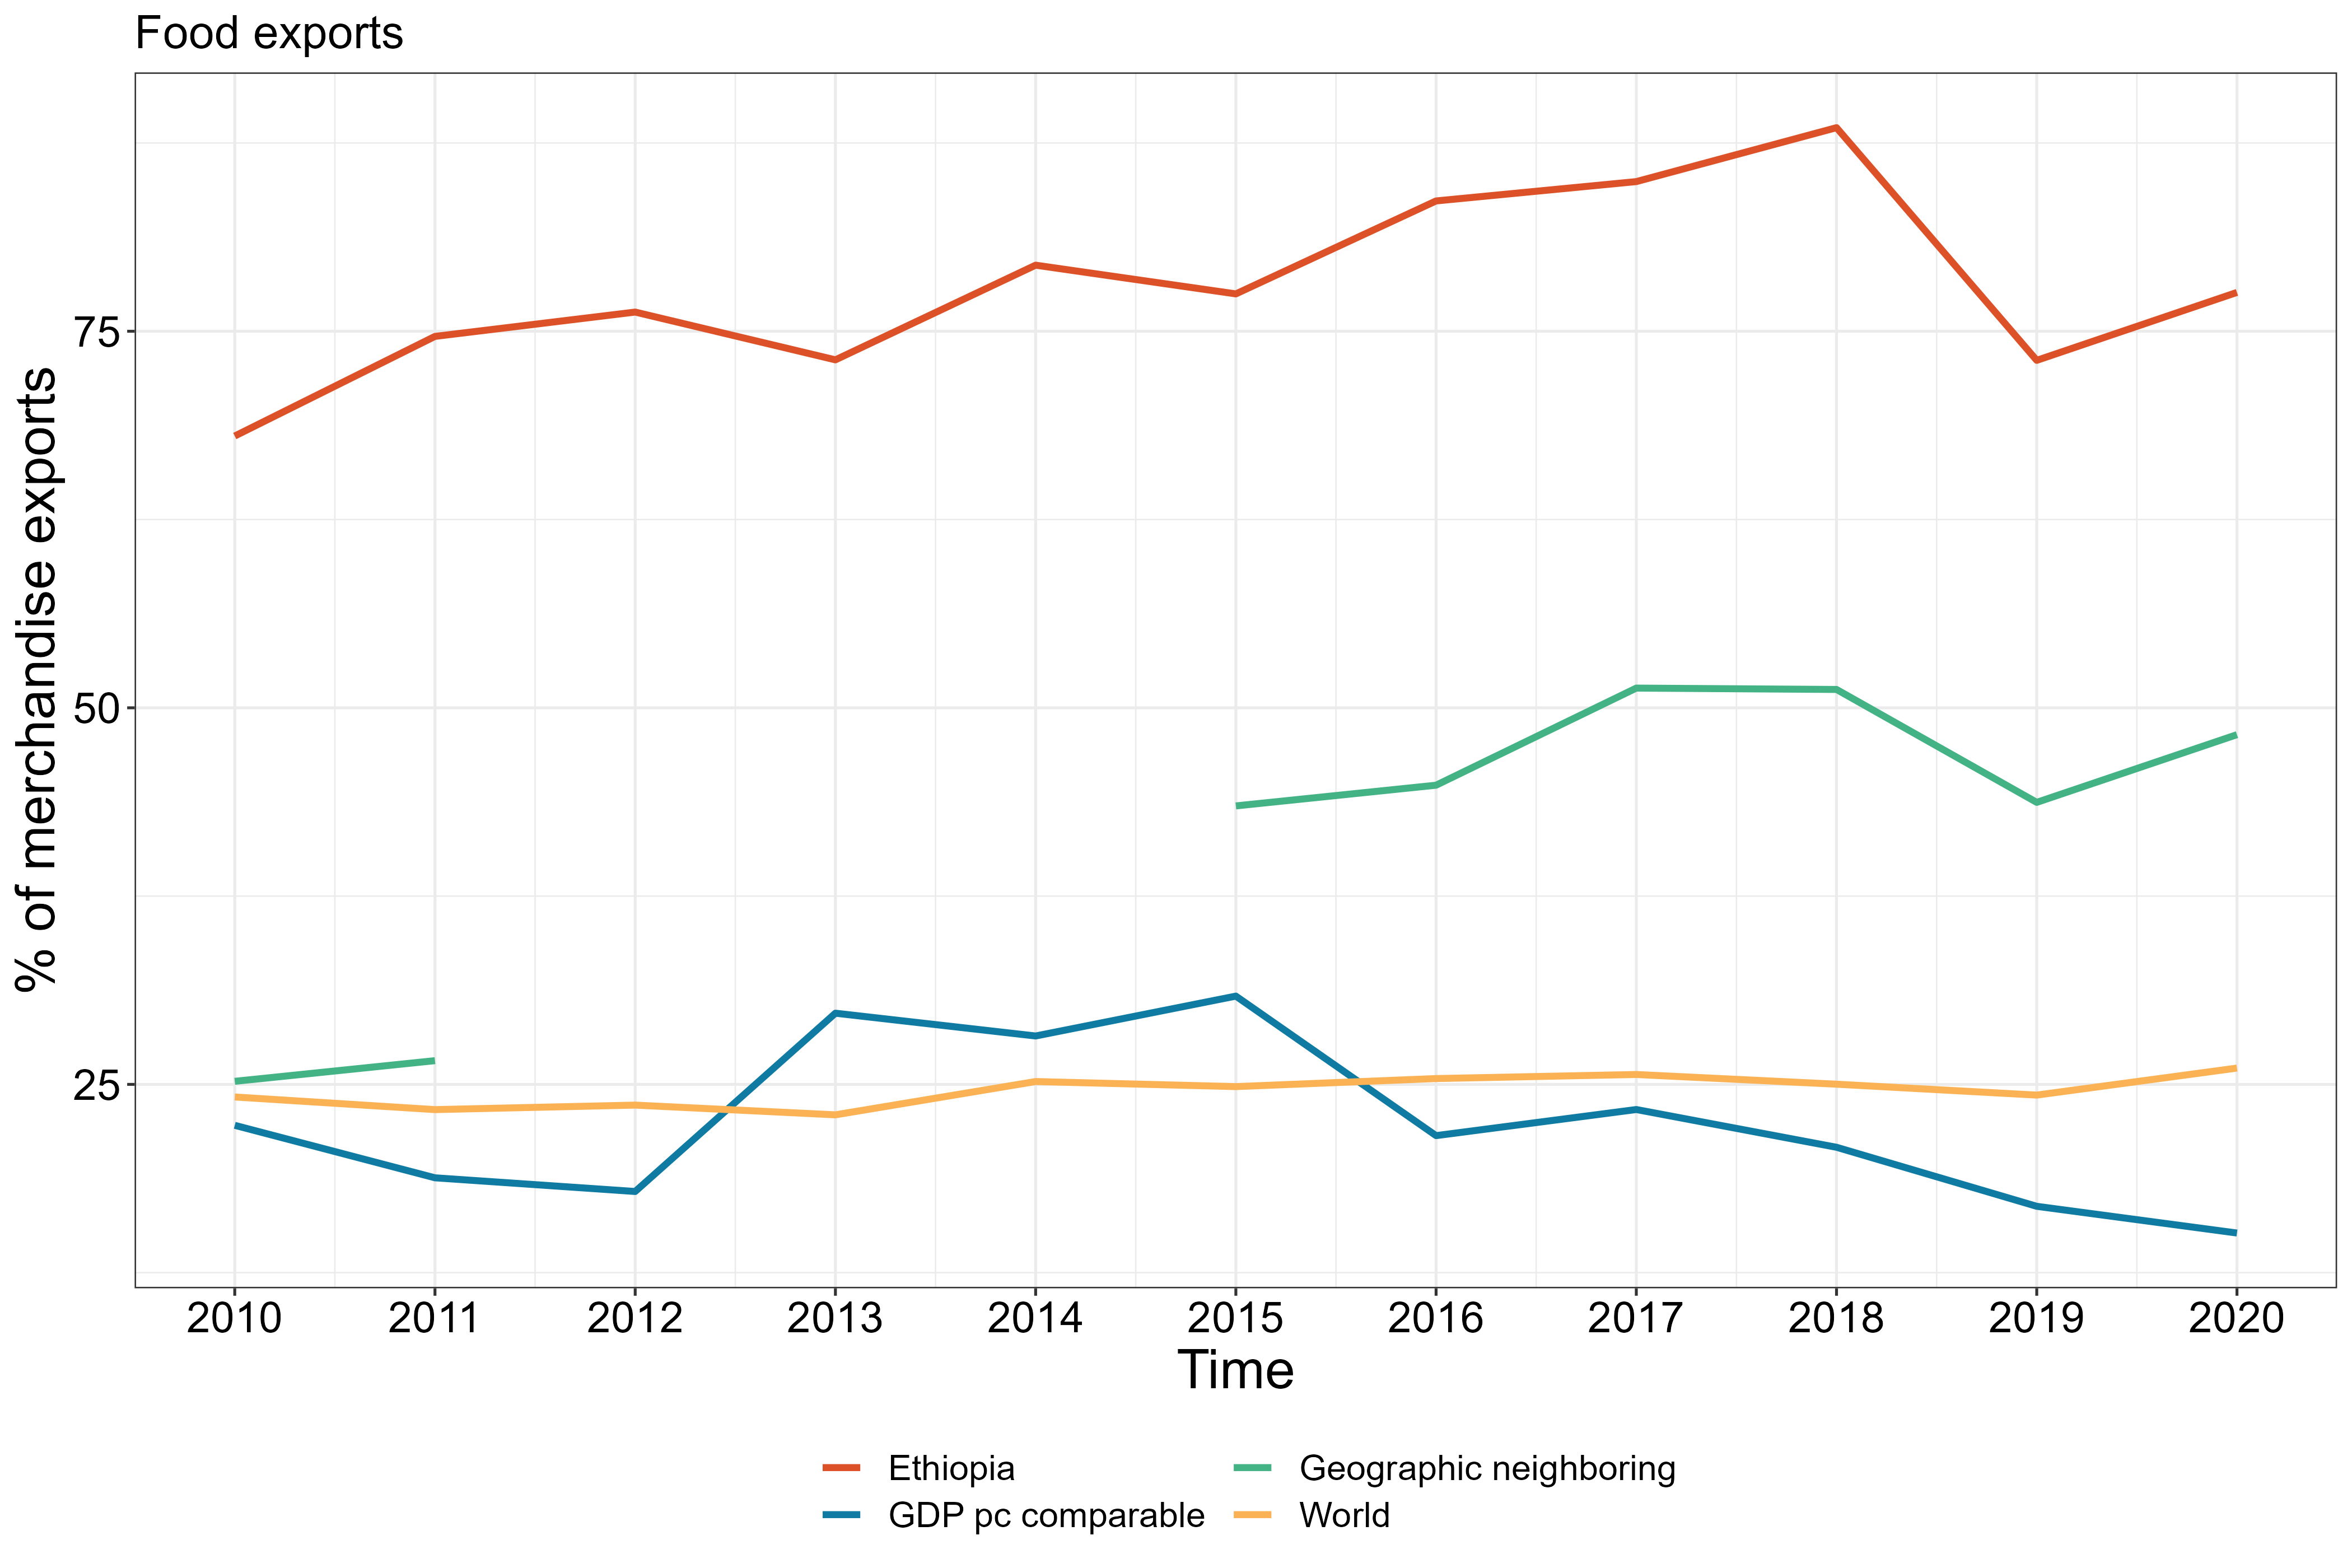 Food exports
% of merchandise exports
75
50
25
2010 2011 2012 2013 2014 2015 2016 2017 2018 2019 2020
Time
Ethiopia Geographic neighboring
GDP pc comparable World